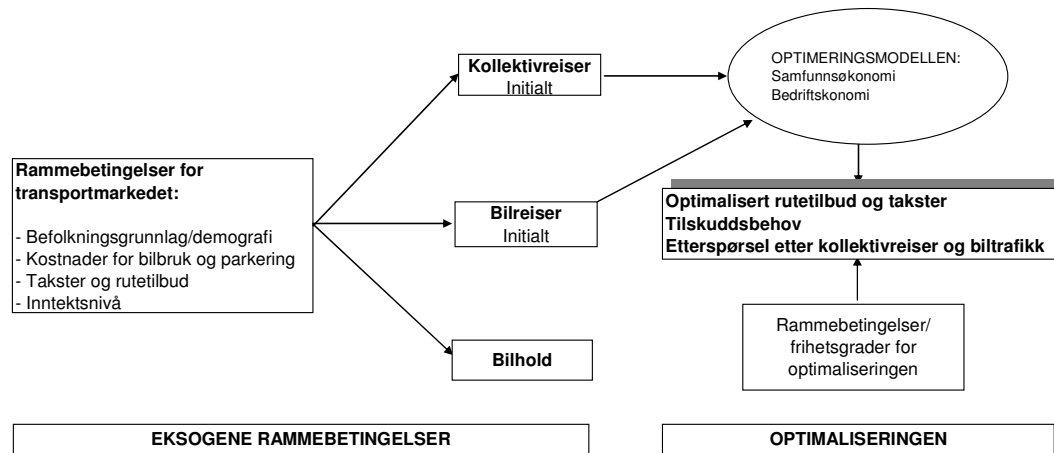 Kollektivreiser
Initialt
OPTIMERINGSMODELLEN:
Samfunnsøkonomi
Bedriftskonomi
Rammebetingelser for
transportmarkedet:
- Befolkningsgrunnlag/demografi
- Kostnader for bilbruk og parkering
- Takster og rutetilbud
- Inntektsnivå
Bilreiser
Initialt
Optimalisert rutetilbud og takster
Tilskuddsbehov
Etterspørsel etter kollektivreiser og biltrafikk
Bilhold
Rammebetingelser/
frihetsgrader for
optimaliseringen
EKSOGENE RAMMEBETINGELSER
OPTIMALISERINGEN